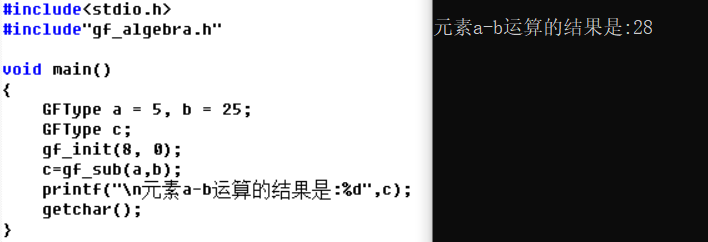 #include<stdio.h>
#include"gf_algebra.h"
void main()
{
GFType a = 5, b = 25;
GFType c;
gf_init(8, 0);
c=gf_sub(a,b);
printf("\n元素a-b运算的结果是:%d",c);
getchar();
}
元素a-b运算的结果是:28